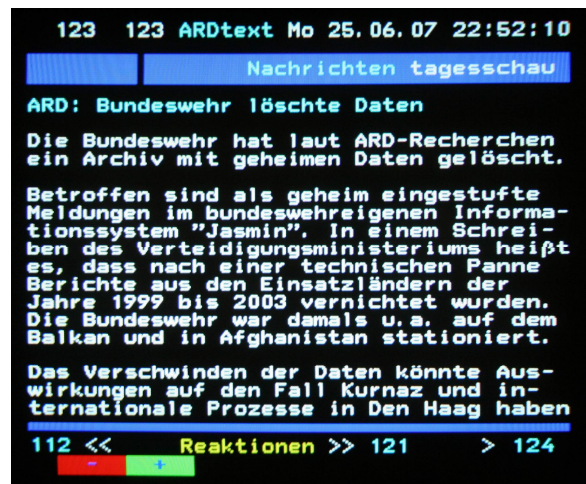 123 123 ARDtext Mo 25.06.07 22:52:10
Nachrichten tagesschau
ARD: Bundeswehr löschte Daten
Die Bundeswehr hat laut ARD-Recherchen
ein Archiv mit geheimen Daten gelöscht.
Betroffen sind als geheim eingestufte
Meldungen im bundeswehreigenen Informa-
tionssystem "Jasmin". In einem Schrei-
ben des Verteidigungsministeriums heißt
es, dass nach einer technischen Panne
Berichte aus den Einsatzländern der
Jahre 1999 bis 2003 vernichtet wurden.
Die Bundeswehr war damals u.a. auf dem
Balkan und in Afghanistan stationiert.
Das Verschwinden der Daten könnte Aus-
wirkungen auf den Fall Kurnaz und in-
ternationale Prozesse in Den Haag haben
112 << Reaktionen >> 121 > 124
- +